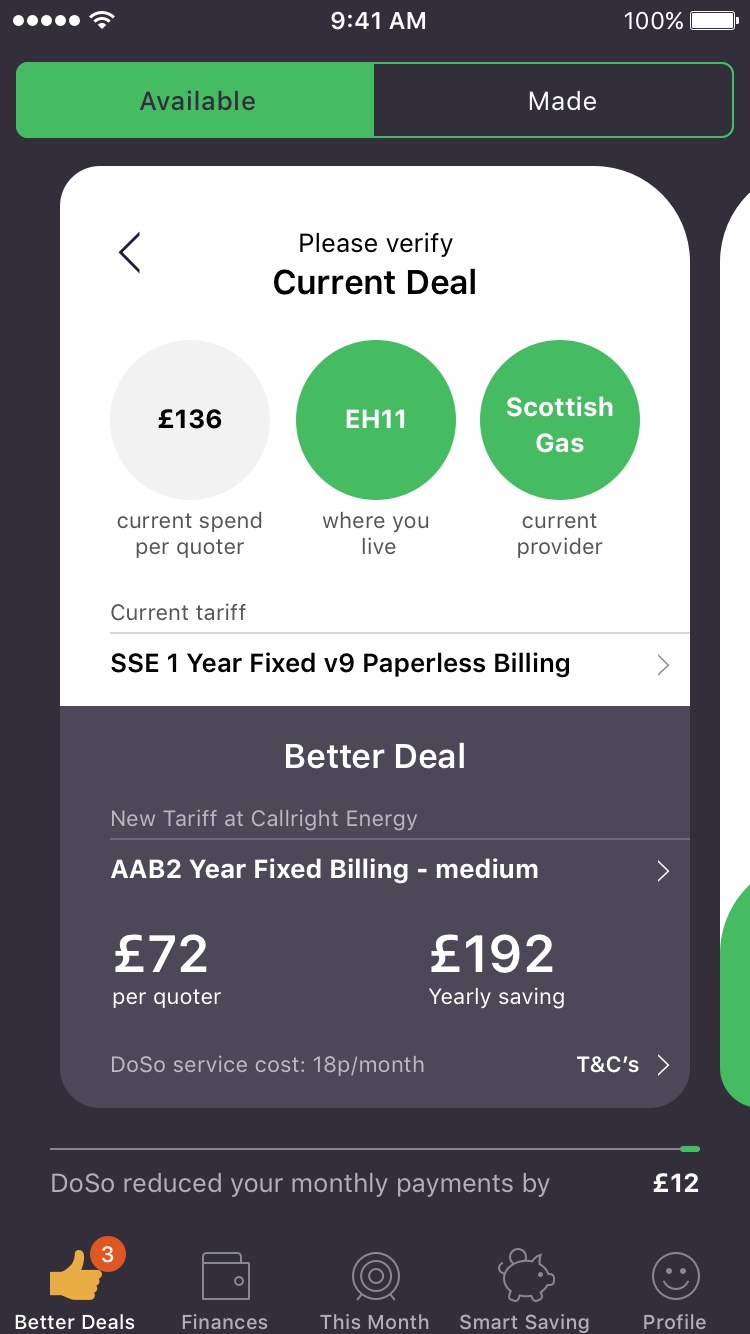 9:41 AM
100%
Available
Made
Please verify
Current Deal
£136
EH11
Scottish
Gas
current spend
per quoter
where you
live
current
provider
Current tariff
SSE 1 Year Fixed v9 Paperless Billing
Better Deal
New Tariff at Callright Energy
AAB2 Year Fixed Billing - medium
£72
per quoter
£192
Yearly saving
DoSo service cost: 18p/month
T&C’s
DoSo reduced your monthly payments by
£12
3
Better Deals
Finances
This Month
Smart Saving
Profile